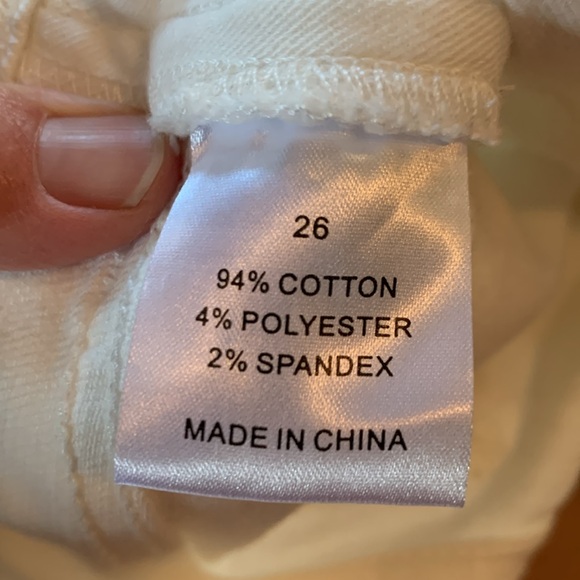 26
94% COTTON
4% POLYESTER
2% SPANDEX
MADE IN CHINA